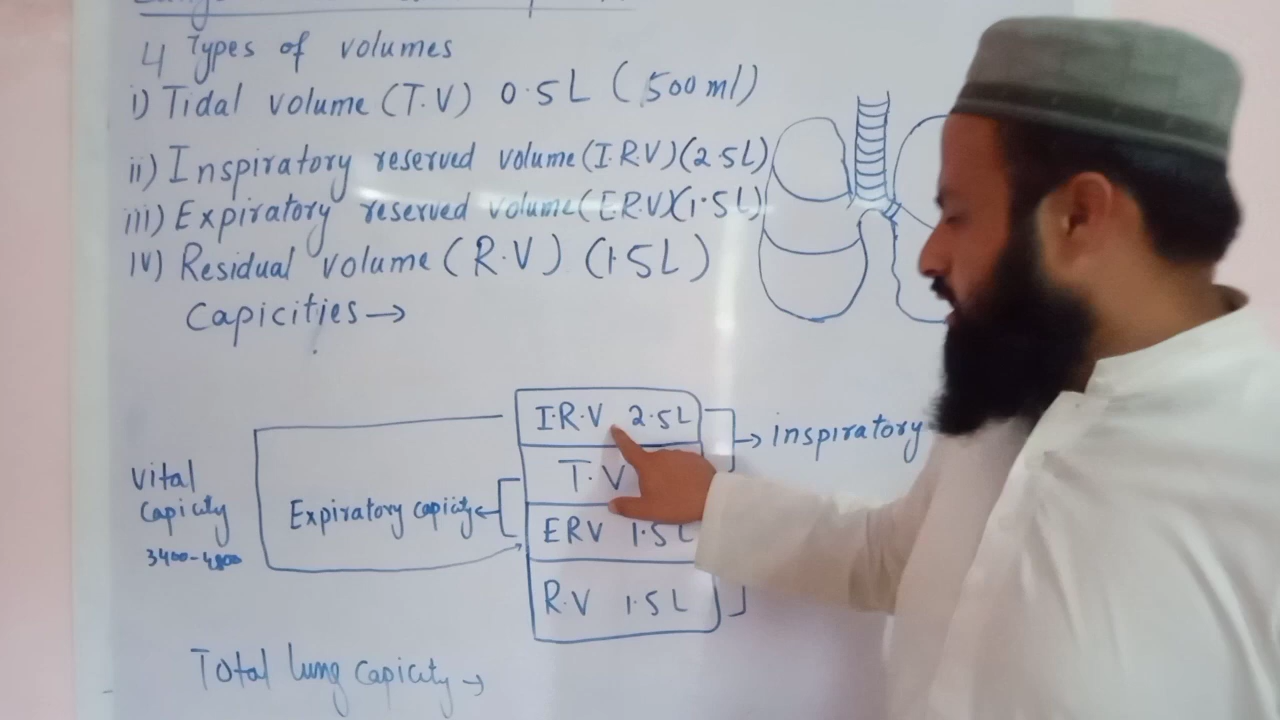 4 Types of volumes
i) Tidal volume (T.V) 0.5L (500ml)
ii) Inspiratory reserved volume (I.R.V) (2.5L)
iii) Expiratory reserved volume (E.R.V) (1.5L)
IV) Residual volume (R.V) (1.5L)
Capicities →
I.R.V 2.5L → inspiratory
T.V
Vital
Capicity
3400-4800
Expiratory capicity ←
ERV 1.5L
R.V 1.5L
Total lung capicity →